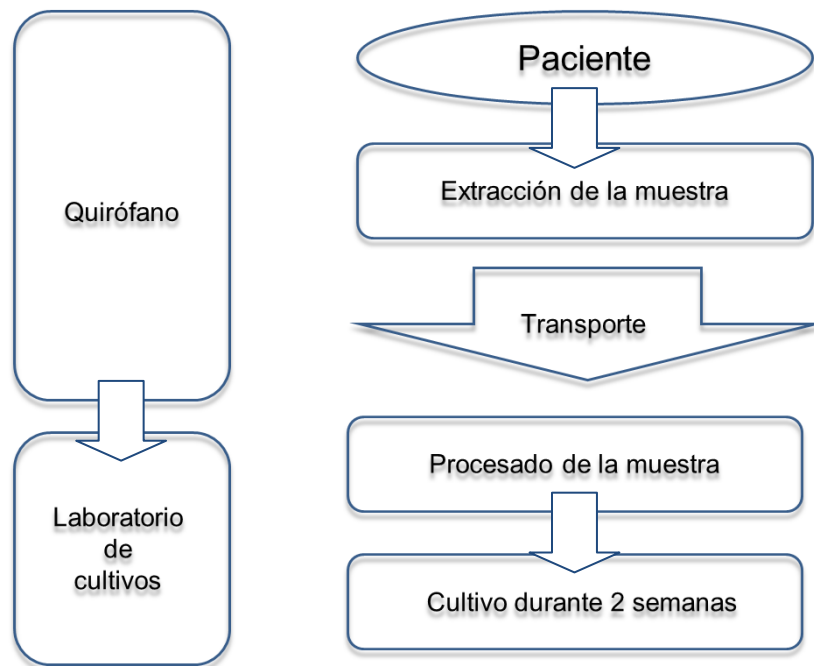 Quirófano
Laboratorio
de
cultivos
Paciente
Extracción de la muestra
Transporte
Procesado de la muestra
Cultivo durante 2 semanas